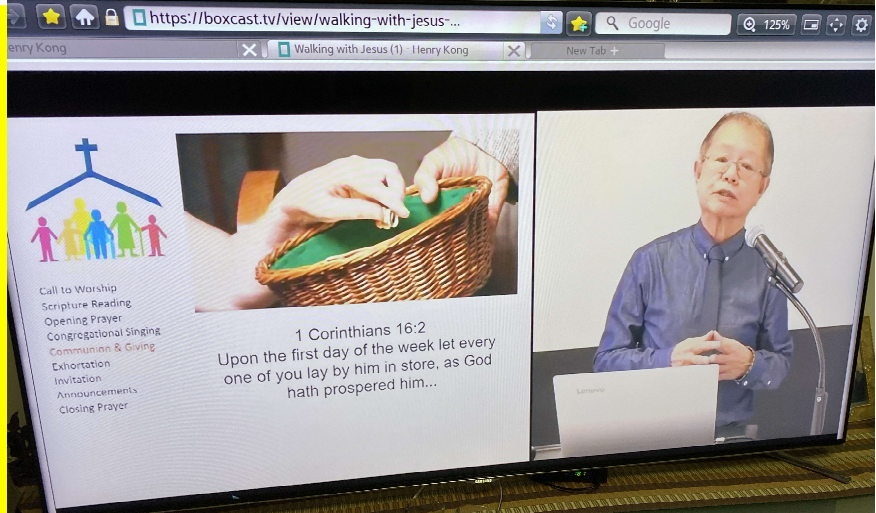 https://boxcast.tv/view/walking-with-jesus-...
Google
125%
enry Kong
Walking with Jesus (1) - Henry Kong
New Tab +
Call to Worship
Scripture Reading
Opening Prayer
Congregational Singing
Communion & Giving
Exhortation
Invitation
Announcements
Closing Prayer
1 Corinthians 16:2
Upon the first day of the week let every
one of you lay by him in store, as God
hath prospered him...
Lenovo
SAMSUNG